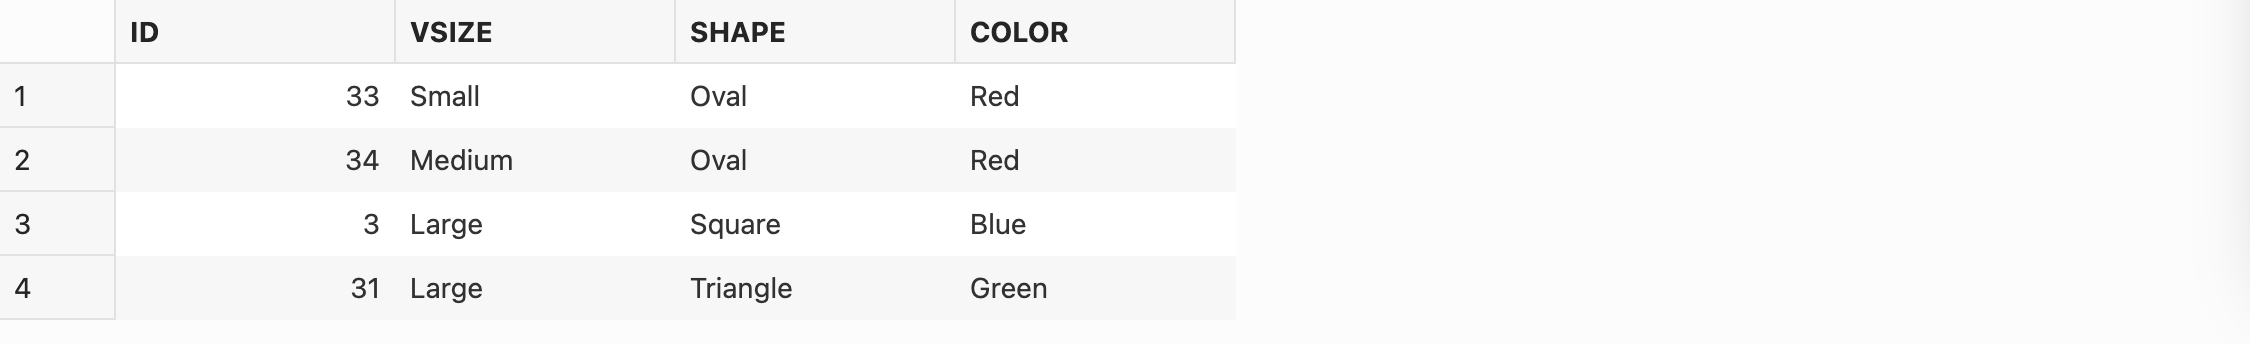 ID VSIZE SHAPE COLOR
1 33 Small Oval Red
2 34 Medium Oval Red
3 3 Large Square Blue
4 31 Large Triangle Green